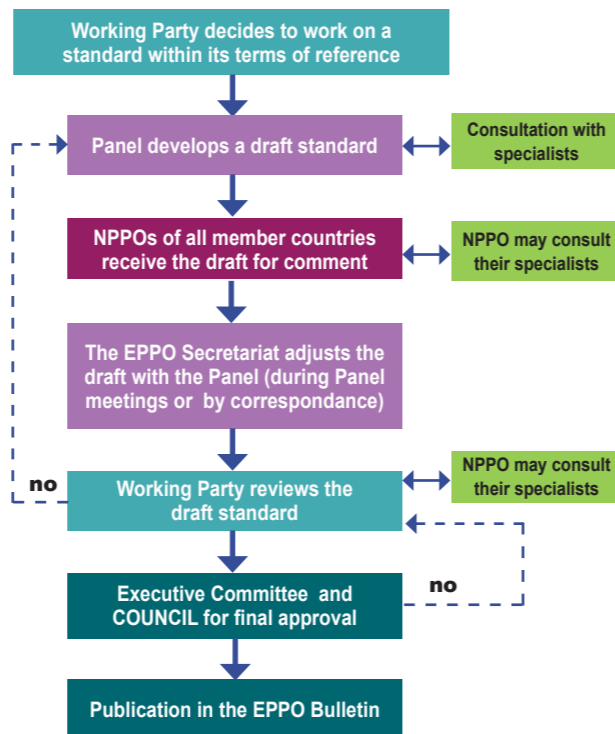 Working Party decides to work on a
standard within its terms of reference
Panel develops a draft standard
Consultation with
specialists
NPPOs of all member countries
receive the draft for comment
NPPO may consult
their specialists
The EPPO Secretariat adjusts the
draft with the Panel (during Panel
meetings or by correspondance)
no
Working Party reviews the
draft standard
NPPO may consult
their specialists
Executive Committee and
COUNCIL for final approval
no
Publication in the EPPO Bulletin